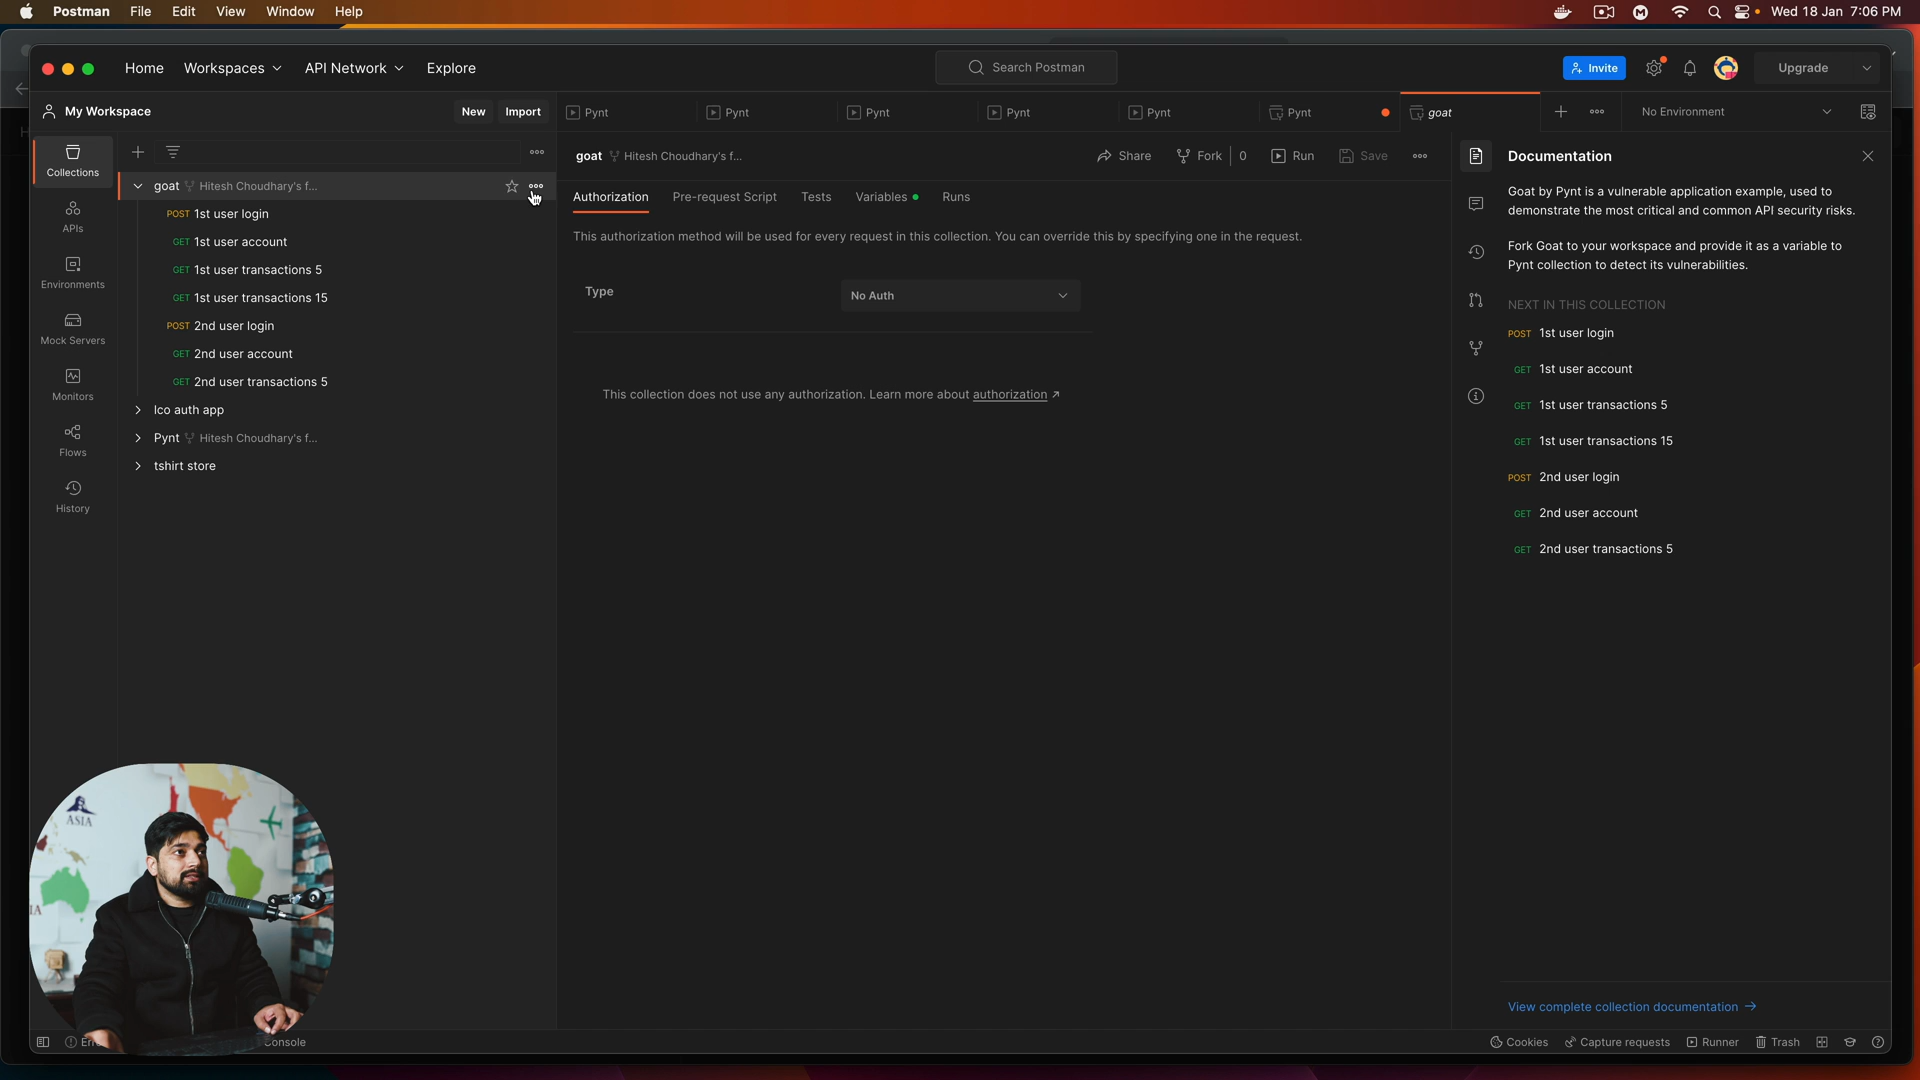 Postman File Edit View Window Help
Wed 18 Jan 7:06 PM
Home Workspaces API Network Explore
Search Postman
Invite
Upgrade
My Workspace
New Import
Pynt
Pynt
Pynt
Pynt
Pynt
Pynt
goat
No Environment
Collections
APIs
Environments
Mock Servers
Monitors
Flows
History
goat Hitesh Choudhary's f...
POST 1st user login
GET 1st user account
GET 1st user transactions 5
GET 1st user transactions 15
POST 2nd user login
GET 2nd user account
GET 2nd user transactions 5
lco auth app
Pynt Hitesh Choudhary's f...
tshirt store
goat Hitesh Choudhary's f...
Share Fork 0 Run Save
Authorization Pre-request Script Tests Variables Runs
This authorization method will be used for every request in this collection. You can override this by specifying one in the request.
Type
No Auth
This collection does not use any authorization. Learn more about authorization ↗
Documentation
Goat by Pynt is a vulnerable application example, used to
demonstrate the most critical and common API security risks.
Fork Goat to your workspace and provide it as a variable to
Pynt collection to detect its vulnerabilities.
NEXT IN THIS COLLECTION
POST 1st user login
GET 1st user account
GET 1st user transactions 5
GET 1st user transactions 15
POST 2nd user login
GET 2nd user account
GET 2nd user transactions 5
View complete collection documentation →
ASIA
Console
Cookies Capture requests Runner Trash